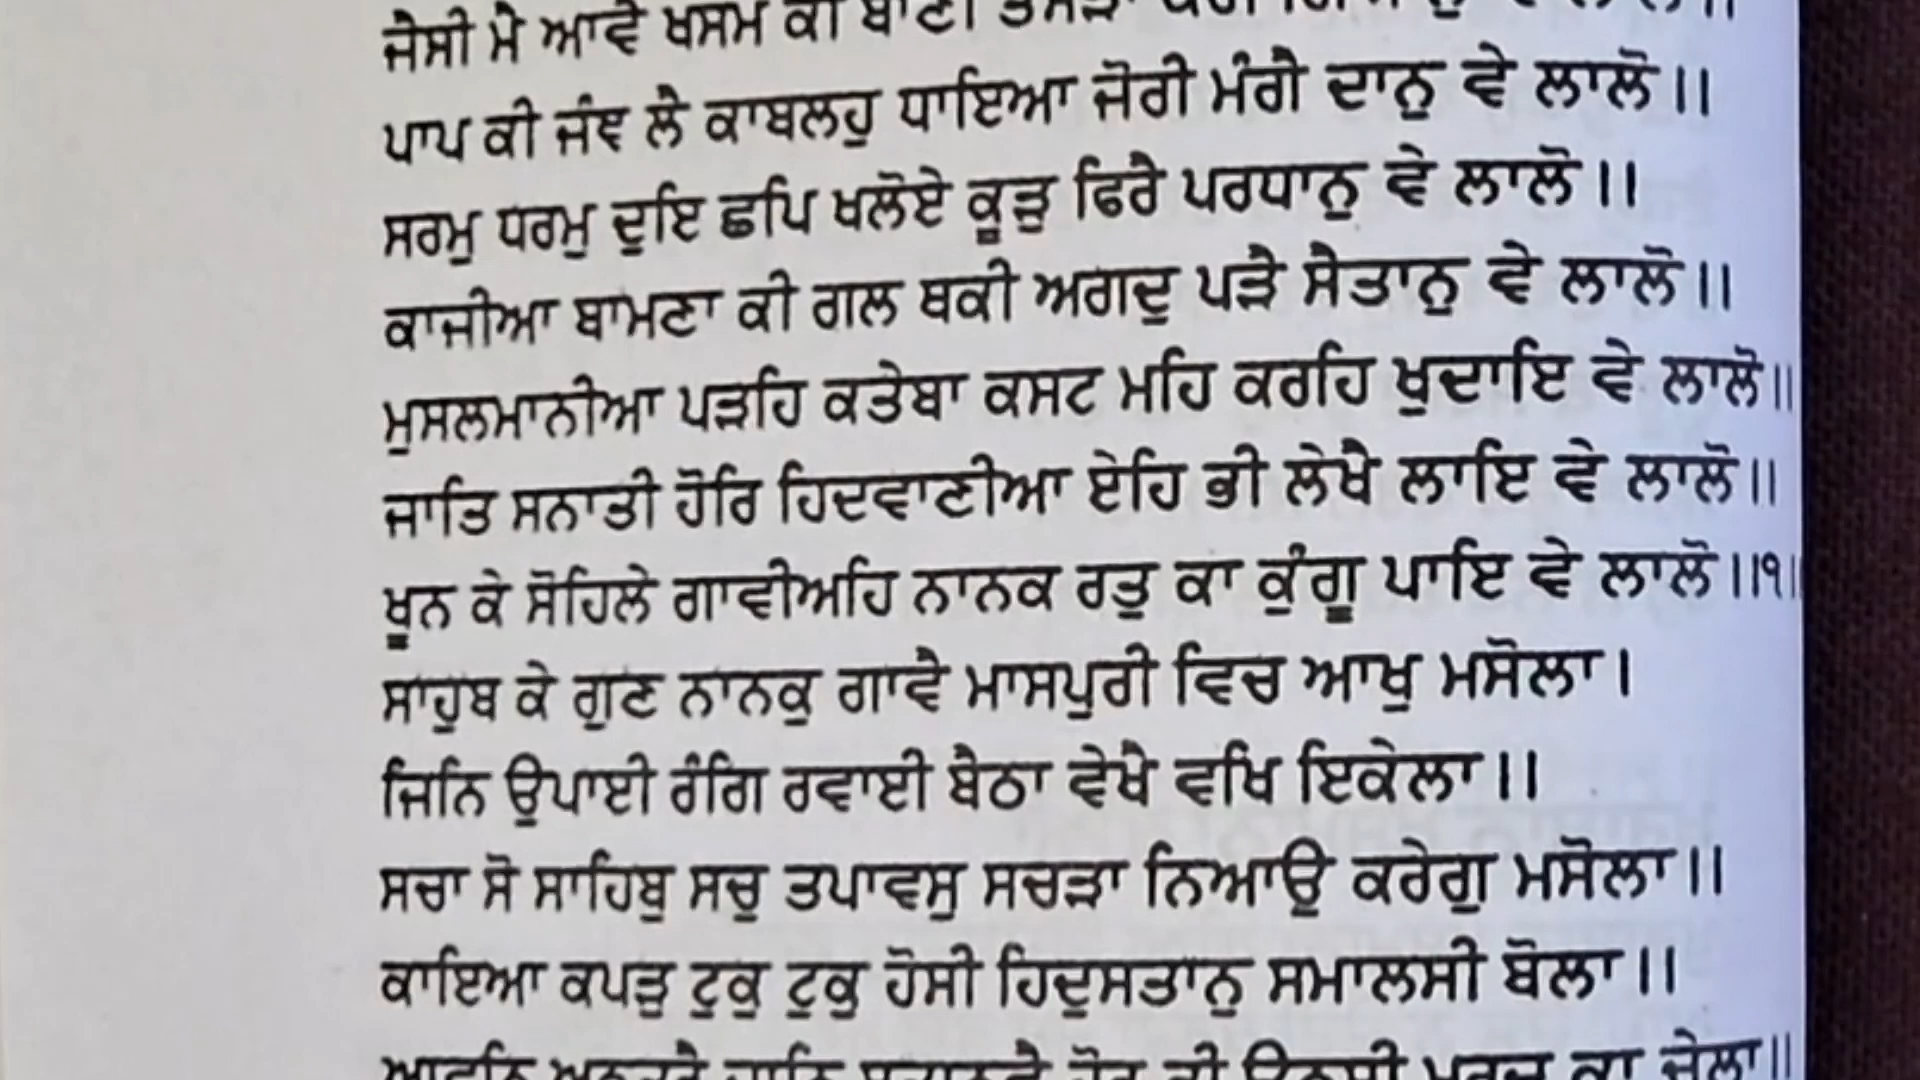 ਜੈਸੀ ਮੈ ਆਵੈ ਖਸਮ ਕੀ ਬਾਣੀ
ਪਾਪ ਕੀ ਜੰਞ ਲੈ ਕਾਬਲਹੁ ਧਾਇਆ ਜੋਰੀ ਮੰਗੈ ਦਾਨੁ ਵੇ ਲਾਲੋ।।
ਸਰਮੁ ਧਰਮੁ ਦੁਇ ਛਪਿ ਖਲੋਏ ਕੂੜੁ ਫਿਰੈ ਪਰਧਾਨੁ ਵੇ ਲਾਲੋ।।
ਕਾਜੀਆ ਬਾਮਣਾ ਕੀ ਗਲ ਥਕੀ ਅਗਦੁ ਪੜੈ ਸੈਤਾਨੁ ਵੇ ਲਾਲੋ।।
ਮੁਸਲਮਾਨੀਆ ਪੜਹਿ ਕਤੇਬਾ ਕਸਟ ਮਹਿ ਕਰਹਿ ਖੁਦਾਇ ਵੇ ਲਾਲੋ॥
ਜਾਤਿ ਸਨਾਤੀ ਹੋਰਿ ਹਿਦਵਾਣੀਆ ਏਹਿ ਭੀ ਲੇਖੈ ਲਾਇ ਵੇ ਲਾਲੋ॥
ਖੂਨ ਕੇ ਸੋਹਿਲੇ ਗਾਵੀਅਹਿ ਨਾਨਕ ਰਤੁ ਕਾ ਕੁੰਗੂ ਪਾਇ ਵੇ ਲਾਲੋ।।੧।
ਸਾਹੁਬ ਕੇ ਗੁਣ ਨਾਨਕੁ ਗਾਵੈ ਮਾਸਪੁਰੀ ਵਿਚ ਆਖੁ ਮਸੋਲਾ।
ਜਿਨਿ ਉਪਾਈ ਰੰਗਿ ਰਵਾਈ ਬੈਠਾ ਵੇਖੈ ਵਖਿ ਇਕੇਲਾ।।
ਸਚਾ ਸੋ ਸਾਹਿਬੁ ਸਚੁ ਤਪਾਵਸੁ ਸਚੜਾ ਨਿਆਉ ਕਰੇਗੁ ਮਸੋਲਾ।।
ਕਾਇਆ ਕਪੜੁ ਟੁਕੁ ਟੁਕੁ ਹੋਸੀ ਹਿਦੁਸਤਾਨੁ ਸਮਾਲਸੀ ਬੋਲਾ।।
ਕਾ ਚੇਲਾ॥